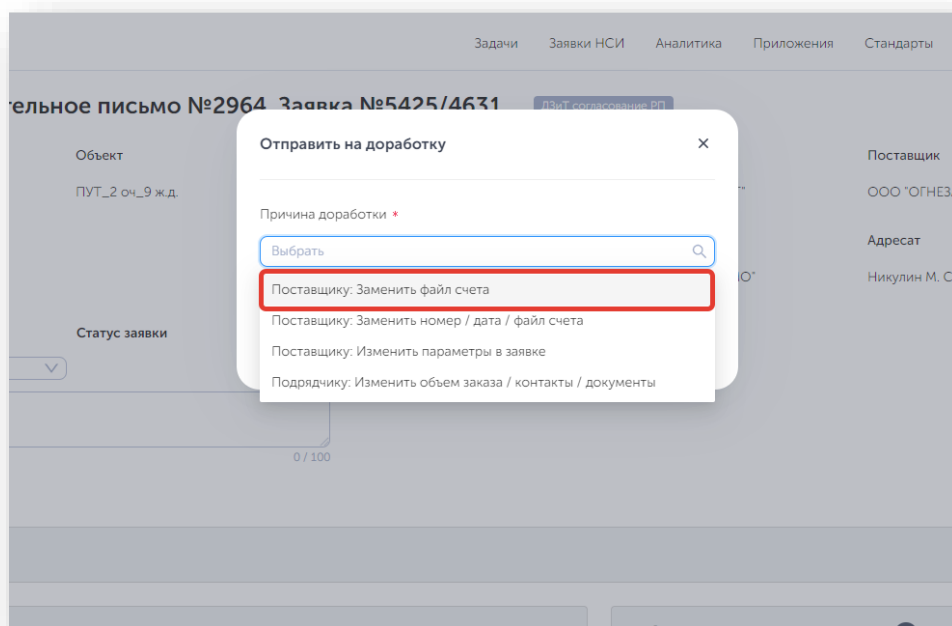 Задачи Заявки НСИ Аналитика Приложения Стандарты
письмо №2964 Заявка №5425/4631 ДЗиТ согласование РП
Отправить на доработку
Объект
Поставщик
ПУТ_2 оч_9 ж.д.
ООО
Причина доработки *
Адресат
Выбрать
Никулин М. С
Поставщику: Заменить файл счета
Поставщику: Заменить номер / дата / файл счета
Статус заявки
Поставщику: Изменить параметры в заявке
Подрядчику: Изменить объем заказа / контакты / документы
0 / 100